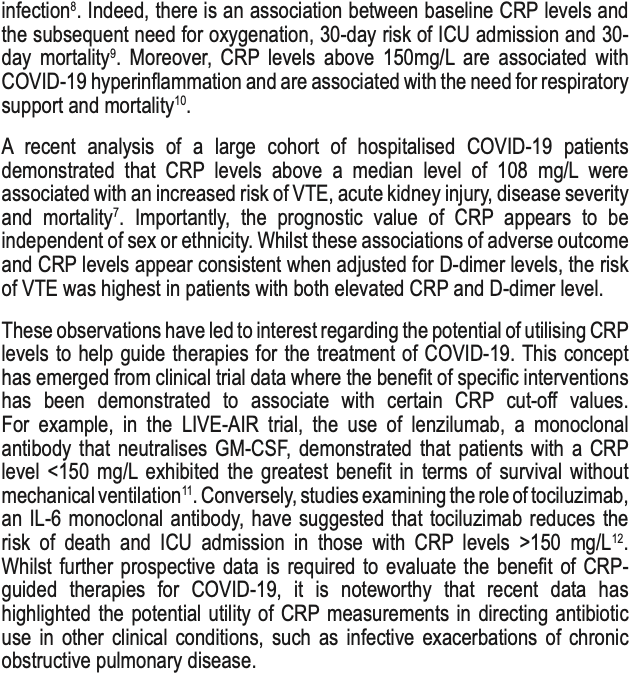 infection⁸. Indeed, there is an association between baseline CRP levels and
the subsequent need for oxygenation, 30-day risk of ICU admission and 30-
day mortality⁹. Moreover, CRP levels above 150mg/L are associated with
COVID-19 hyperinflammation and are associated with the need for respiratory
support and mortality¹⁰.
A recent analysis of a large cohort of hospitalised COVID-19 patients
demonstrated that CRP levels above a median level of 108 mg/L were
associated with an increased risk of VTE, acute kidney injury, disease severity
and mortality⁷. Importantly, the prognostic value of CRP appears to be
independent of sex or ethnicity. Whilst these associations of adverse outcome
and CRP levels appear consistent when adjusted for D-dimer levels, the risk
of VTE was highest in patients with both elevated CRP and D-dimer level.
These observations have led to interest regarding the potential of utilising CRP
levels to help guide therapies for the treatment of COVID-19. This concept
has emerged from clinical trial data where the benefit of specific interventions
has been demonstrated to associate with certain CRP cut-off values.
For example, in the LIVE-AIR trial, the use of lenzilumab, a monoclonal
antibody that neutralises GM-CSF, demonstrated that patients with a CRP
level <150 mg/L exhibited the greatest benefit in terms of survival without
mechanical ventilation¹¹. Conversely, studies examining the role of tociluzimab,
an IL-6 monoclonal antibody, have suggested that tociluzimab reduces the
risk of death and ICU admission in those with CRP levels >150 mg/L¹².
Whilst further prospective data is required to evaluate the benefit of CRP-
guided therapies for COVID-19, it is noteworthy that recent data has
highlighted the potential utility of CRP measurements in directing antibiotic
use in other clinical conditions, such as infective exacerbations of chronic
obstructive pulmonary disease.